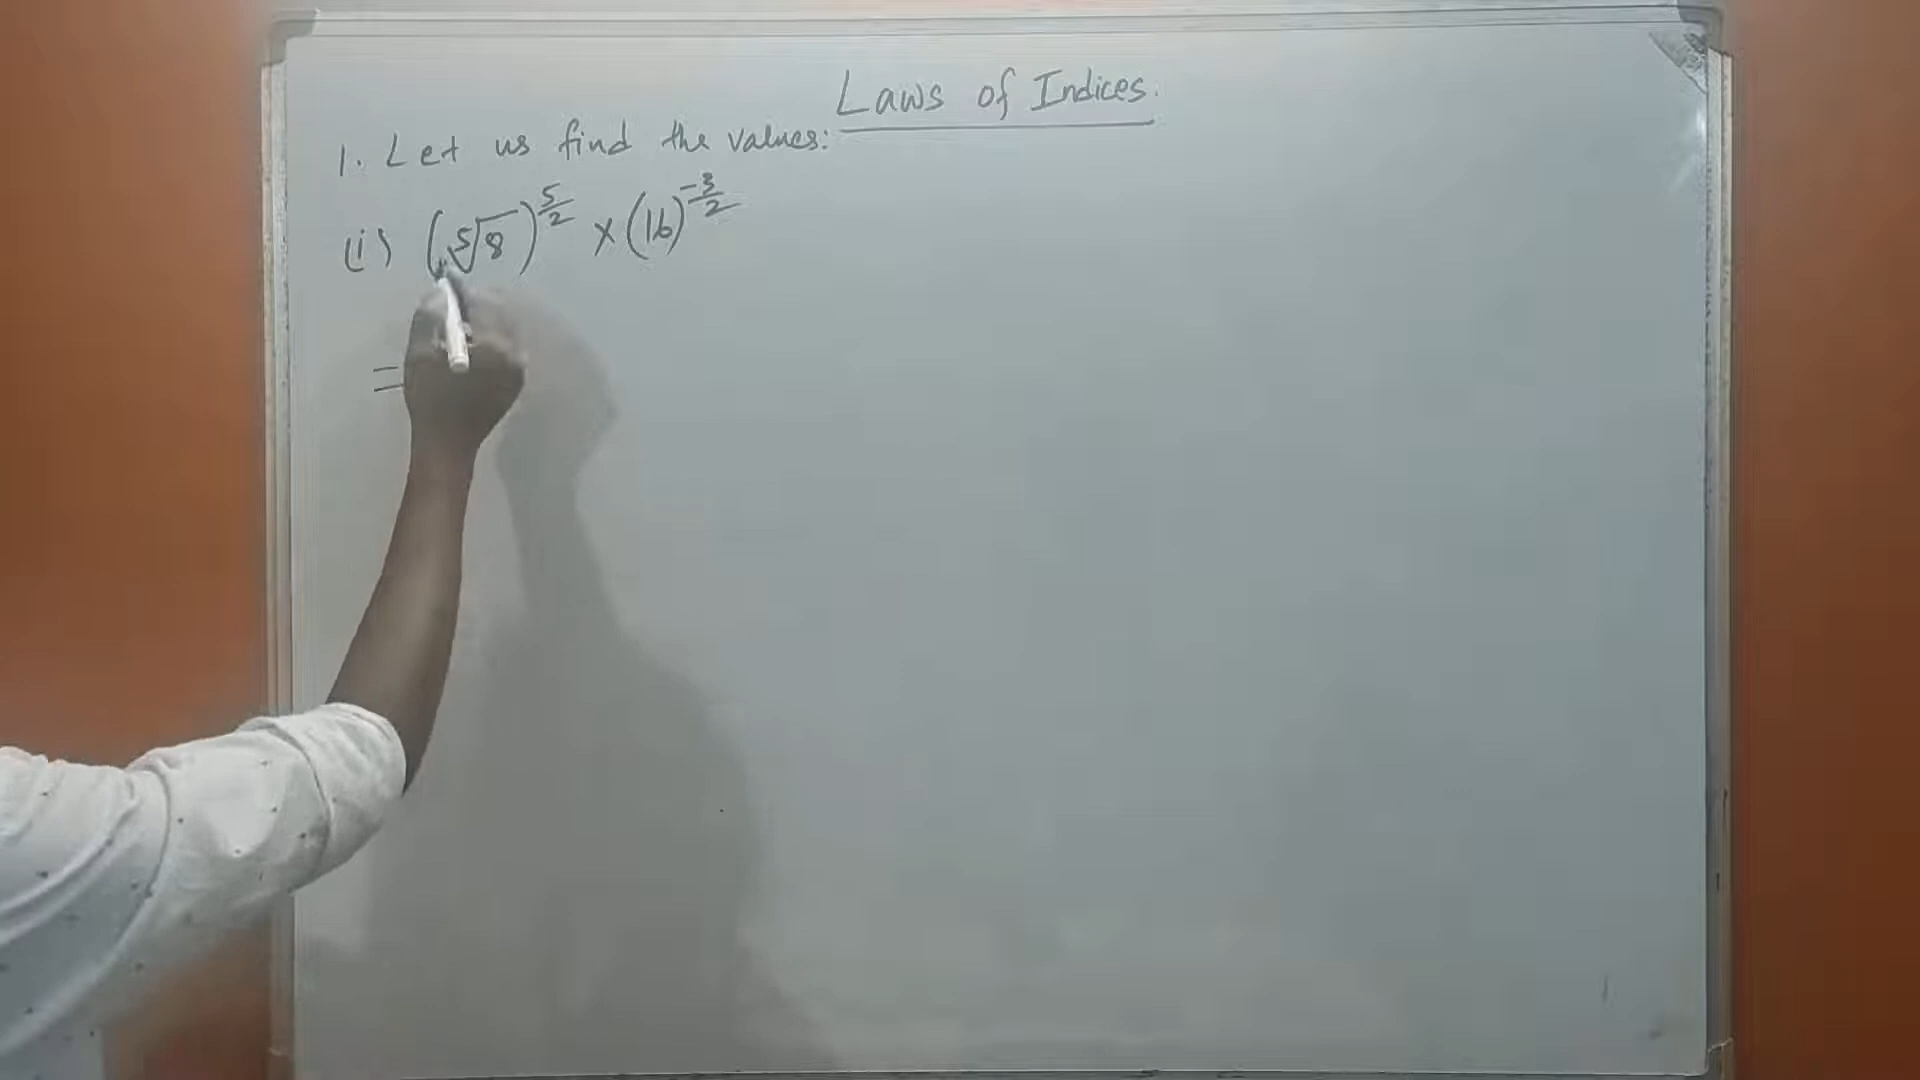 Laws of Indices.
1. Let us find the values:
(i) (⁵√8)^5/2 × (16)^-3/2
=